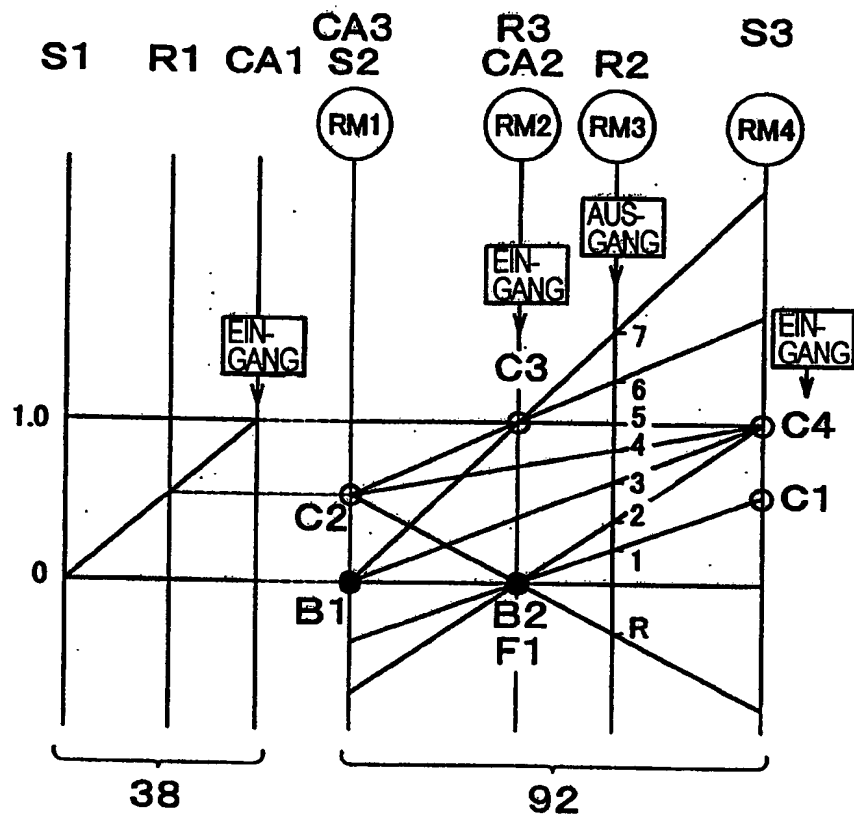 CA3 R3 S3
S1 R1 CA1 S2 CA2 R2
RM1 RM2 RM3 RM4
AUS-
GANG
EIN-
GANG
EIN-
GANG
EIN-
GANG
7
C3
6
1.0
5
C4
4
3
C2
C1
2
1
0
B1
B2
R
F1
38
92